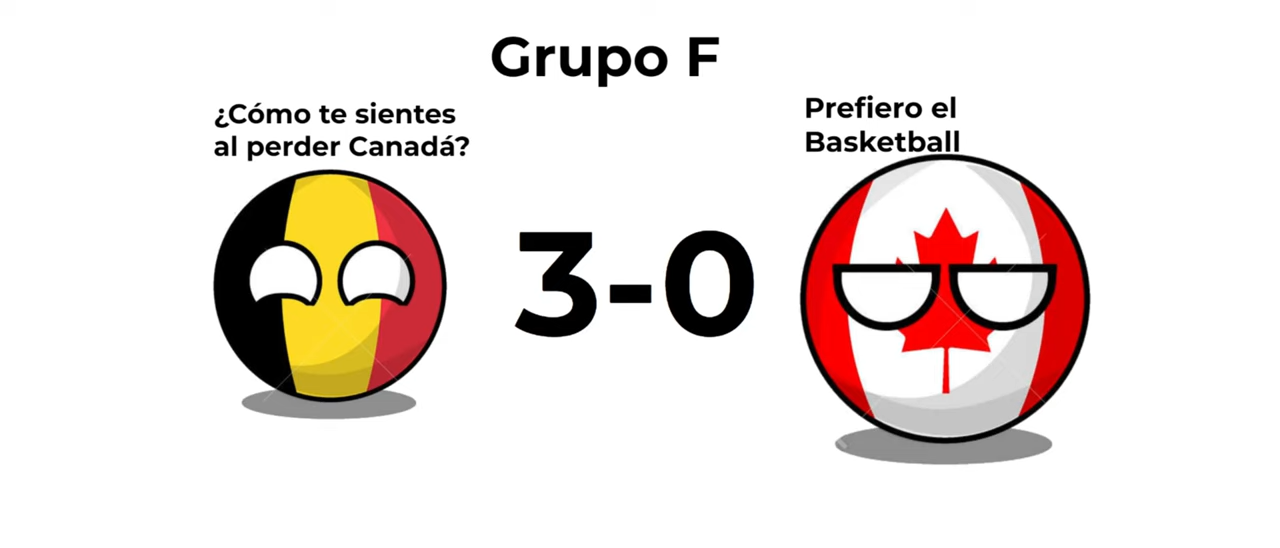 Grupo F
¿Cómo te sientes
al perder Canadá?
Prefiero el
Basketball
3-0